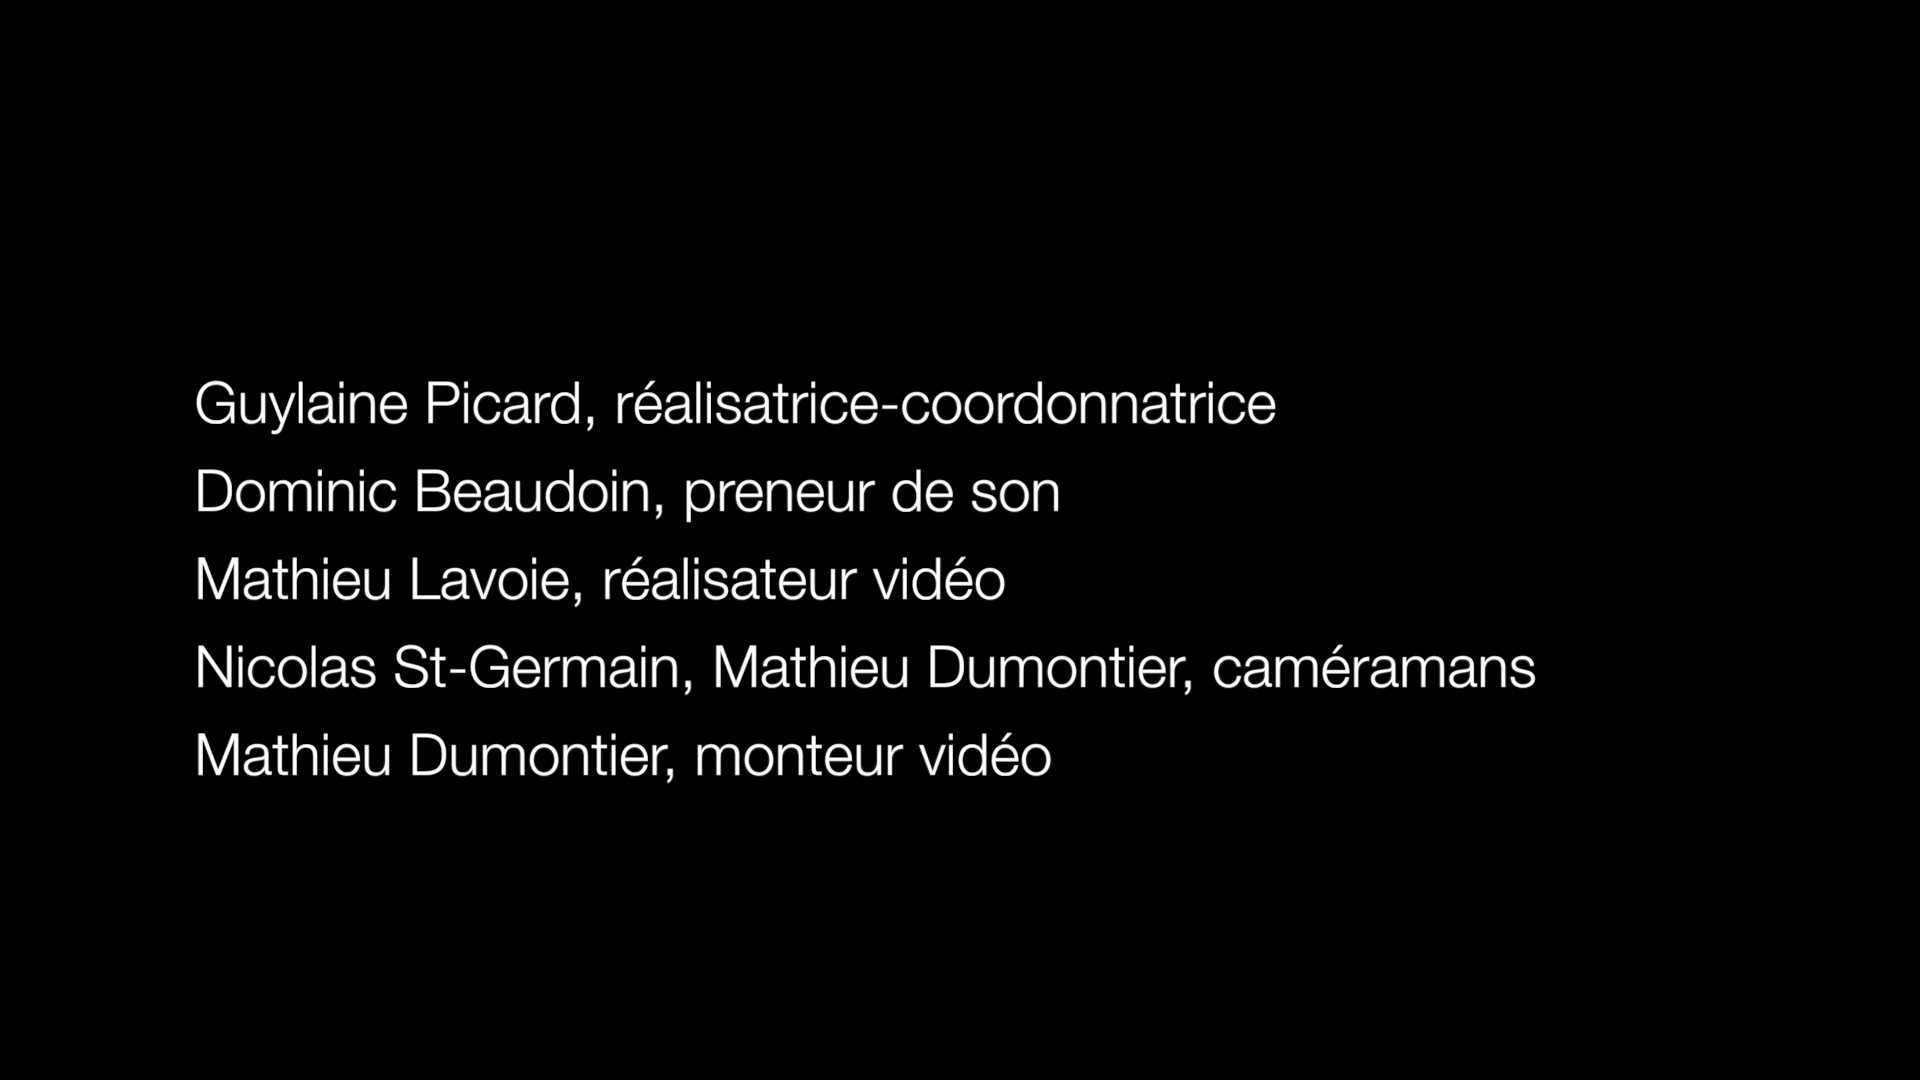 Guylaine Picard, réalisatrice-coordonnatrice
Dominic Beaudoin, preneur de son
Mathieu Lavoie, réalisateur vidéo
Nicolas St-Germain, Mathieu Dumontier, caméramans
Mathieu Dumontier, monteur vidéo